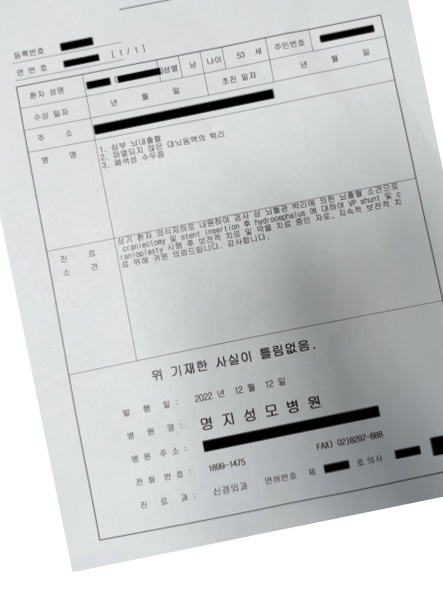 등록번호
연 번 호 [ 1 / 1 ]
환자 성명 ( ) 성별 남 나이 53 세 주민번호
수상 일자 년 월 일 초진 일자 년 월 일
주 소
병 명
1. 심부 뇌내출혈
2. 파열되지 않은 대뇌동맥의 박리
3. 폐색성 수두증
진 료
소 견
상기 환자 의식저하로 내원하여 검사 상 뇌혈관 박리에 의한 뇌출혈 소견으로
craniectomy 및 stent insertion 후 hydrocephalus 에 대하여 VP shunt 및 c
ranioplasty 시행 후 보전적 치료 및 약물 치료 중인 자로, 지속적 보전적 치
료 위해 귀원 의뢰드립니다. 감사합니다.
위 기재한 사실이 틀림없음.
발 행 일 : 2022 년 12 월 12 일
병 원 명 : 명 지 성 모 병 원
병원 주소 :
전화 번호 : 1899-1475 FAX) 02)8297-888
진 료 과 : 신경외과 면허번호 제 호 의사